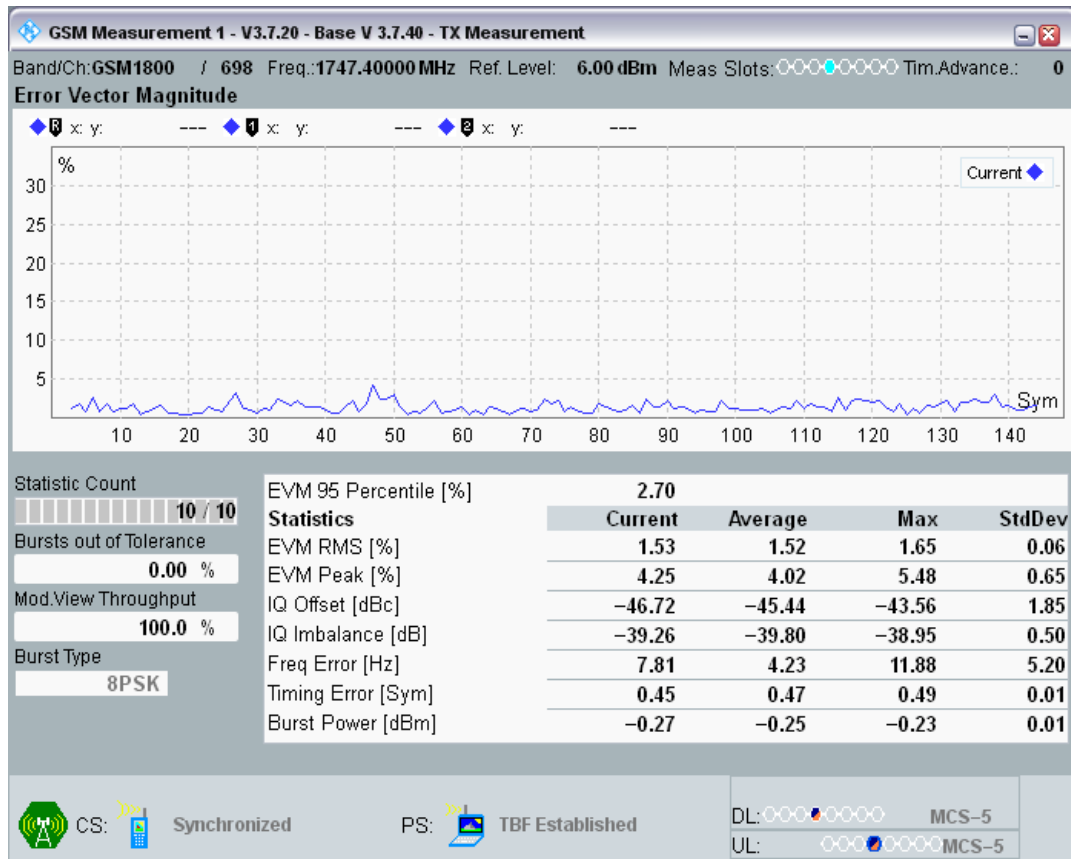 GSM Measurement 1 - V3.7.20 - Base V 3.7.40 - TX Measurement
Band/Ch:GSM1800 / 698 Freq.:1747.40000 MHz Ref. Level: 6.00 dBm Meas Slots: Tim.Advance.: 0
Error Vector Magnitude
R x: y: --- 1 x: y: --- 2 x: y: ---
%
Current
30
25
20
15
10
5
Sym
10 20 30 40 50 60 70 80 90 100 110 120 130 140
Statistic Count
10 / 10
Bursts out of Tolerance
0.00 %
Mod.View Throughput
100.0 %
Burst Type
8PSK
EVM 95 Percentile [%] 2.70
Statistics Current Average Max StdDev
EVM RMS [%] 1.53 1.52 1.65 0.06
EVM Peak [%] 4.25 4.02 5.48 0.65
IQ Offset [dBc] −46.72 −45.44 −43.56 1.85
IQ Imbalance [dB] −39.26 −39.80 −38.95 0.50
Freq Error [Hz] 7.81 4.23 11.88 5.20
Timing Error [Sym] 0.45 0.47 0.49 0.01
Burst Power [dBm] −0.27 −0.25 −0.23 0.01
CS: Synchronized PS: TBF Established
DL: MCS−5
UL: MCS−5